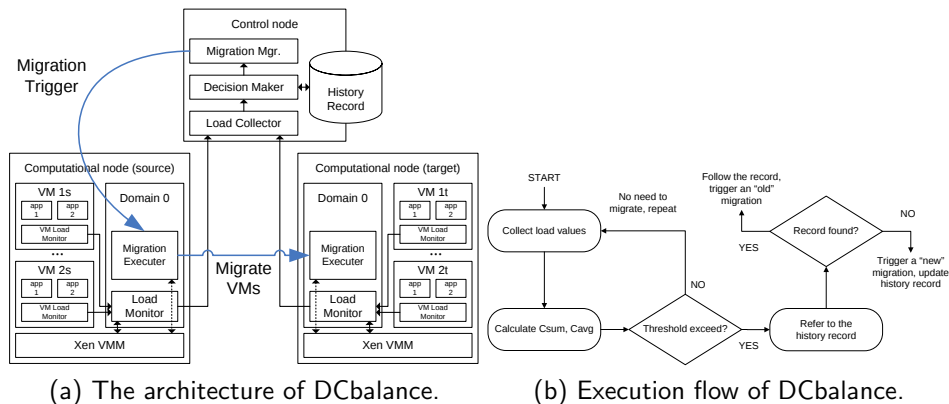 Control node
Migration Mgr.
Decision Maker
Load Collector
History
Record
Migration
Trigger
Computational node (source)
VM 1s
app
1
app
2
VM Load
Monitor
...
VM 2s
app
1
app
2
VM Load
Monitor
Domain 0
Migration
Executer
Load
Monitor
Xen VMM
Migrate
VMs
Computational node (target)
Domain 0
Migration
Executer
Load
Monitor
VM 1t
app
1
app
2
VM Load
Monitor
...
VM 2t
app
1
app
2
VM Load
Monitor
Xen VMM
(a) The architecture of DCbalance.
START
Collect load values
Calculate Csum, Cavg
No need to
migrate, repeat
NO
Threshold exceed?
YES
Refer to the
history record
Record found?
YES
Follow the record,
trigger an “old”
migration
NO
Trigger a “new”
migration, update
history record
(b) Execution flow of DCbalance.